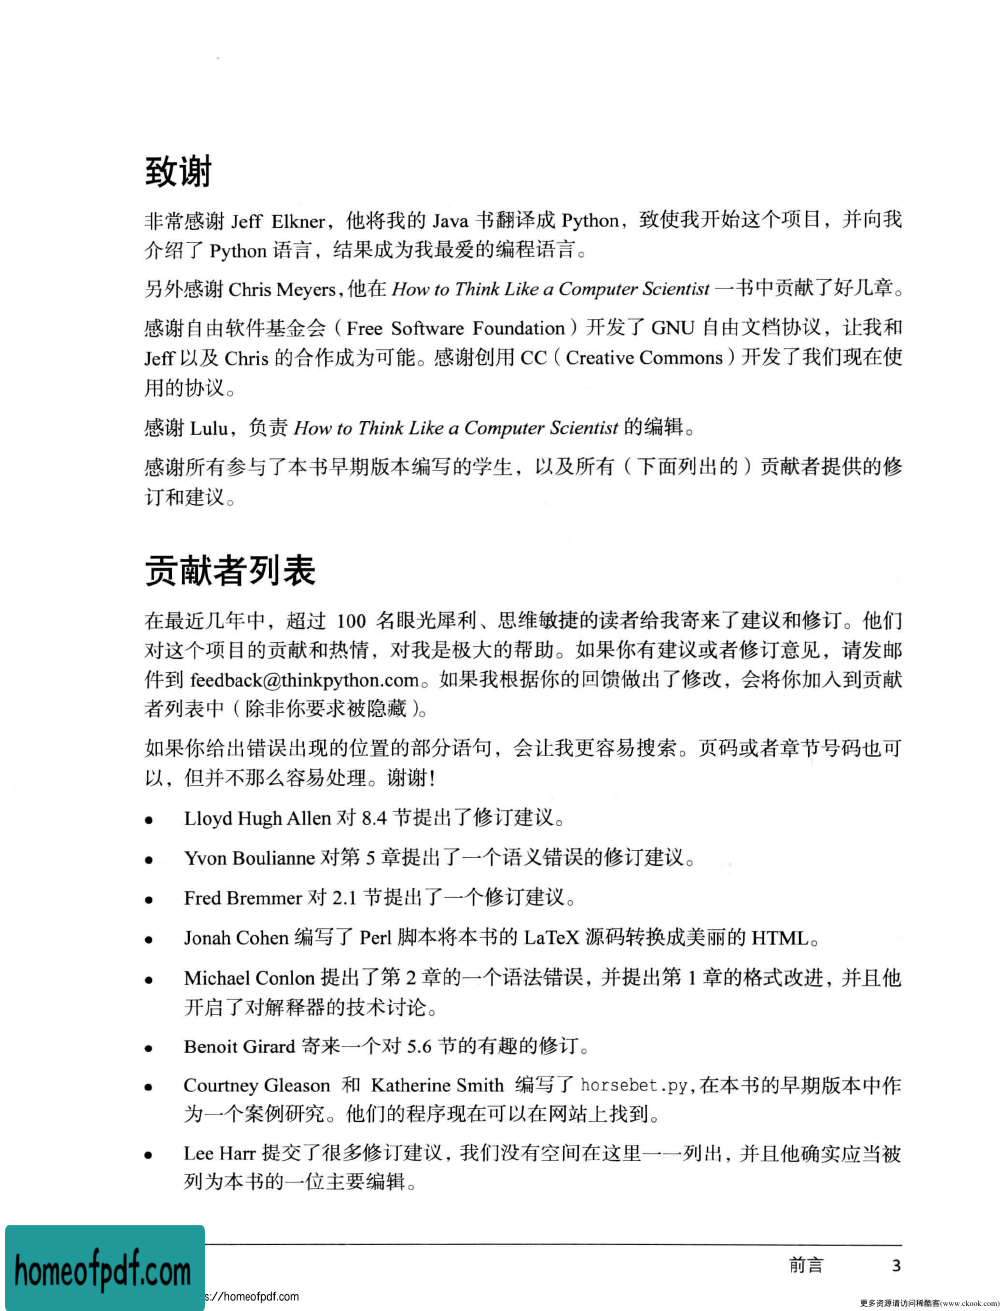 致谢
非常感谢 Jeff Elkner，他将我的 Java 书翻译成 Python，致使我开始这个项目，并向我
介绍了 Python 语言，结果成为我最爱的编程语言。
另外感谢 Chris Meyers，他在 How to Think Like a Computer Scientist 一书中贡献了好几章。
感谢自由软件基金会（Free Software Foundation）开发了 GNU 自由文档协议，让我和
Jeff 以及 Chris 的合作成为可能。感谢创用 CC（Creative Commons）开发了我们现在使
用的协议。
感谢 Lulu，负责 How to Think Like a Computer Scientist 的编辑。
感谢所有参与了本书早期版本编写的学生，以及所有（下面列出的）贡献者提供的修
订和建议。
贡献者列表
在最近几年中，超过 100 名眼光犀利、思维敏捷的读者给我寄来了建议和修订。他们
对这个项目的贡献和热情，对我是极大的帮助。如果你有建议或者修订意见，请发邮
件到 feedback@thinkpython.com。如果我根据你的回馈做出了修改，会将你加入到贡献
者列表中（除非你要求被隐藏）。
如果你给出错误出现的位置的部分语句，会让我更容易搜索。页码或者章节号码也可
以，但并不那么容易处理。谢谢！
• Lloyd Hugh Allen 对 8.4 节提出了修订建议。
• Yvon Boulianne 对第 5 章提出了一个语义错误的修订建议。
• Fred Bremmer 对 2.1 节提出了一个修订建议。
• Jonah Cohen 编写了 Perl 脚本将本书的 LaTeX 源码转换成美丽的 HTML。
• Michael Conlon 提出了第 2 章的一个语法错误，并提出第 1 章的格式改进，并且他
开启了对解释器的技术讨论。
• Benoit Girard 寄来一个对 5.6 节的有趣的修订。
• Courtney Gleason 和 Katherine Smith 编写了 horsebet.py，在本书的早期版本中作
为一个案例研究。他们的程序现在可以在网站上找到。
• Lee Harr 提交了很多修订建议，我们没有空间在这里一一列出，并且他确实应当被
列为本书的一位主要编辑。
前言 3
homeofpdf.com
s://homeofpdf.com
更多资源请访问稀酷客(www.ckook.com)